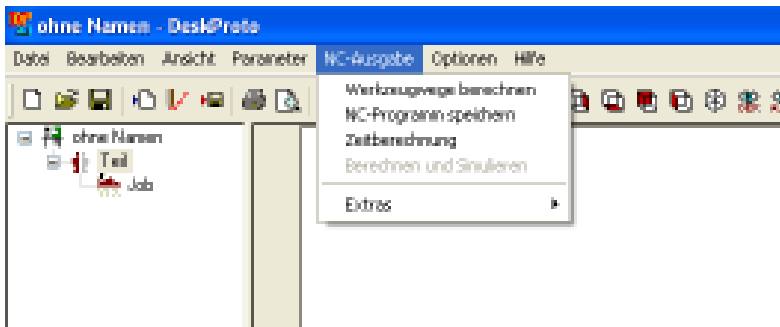 ohne Namen - DeskProto
Datei Bearbeiten Ansicht Parameter NC-Ausgabe Optionen Hilfe
Werkzeugwege berechnen
NC-Programm speichern
Zeitberechnung
Berechnen und Simulieren
Extras
ohne Namen
Teil
Job